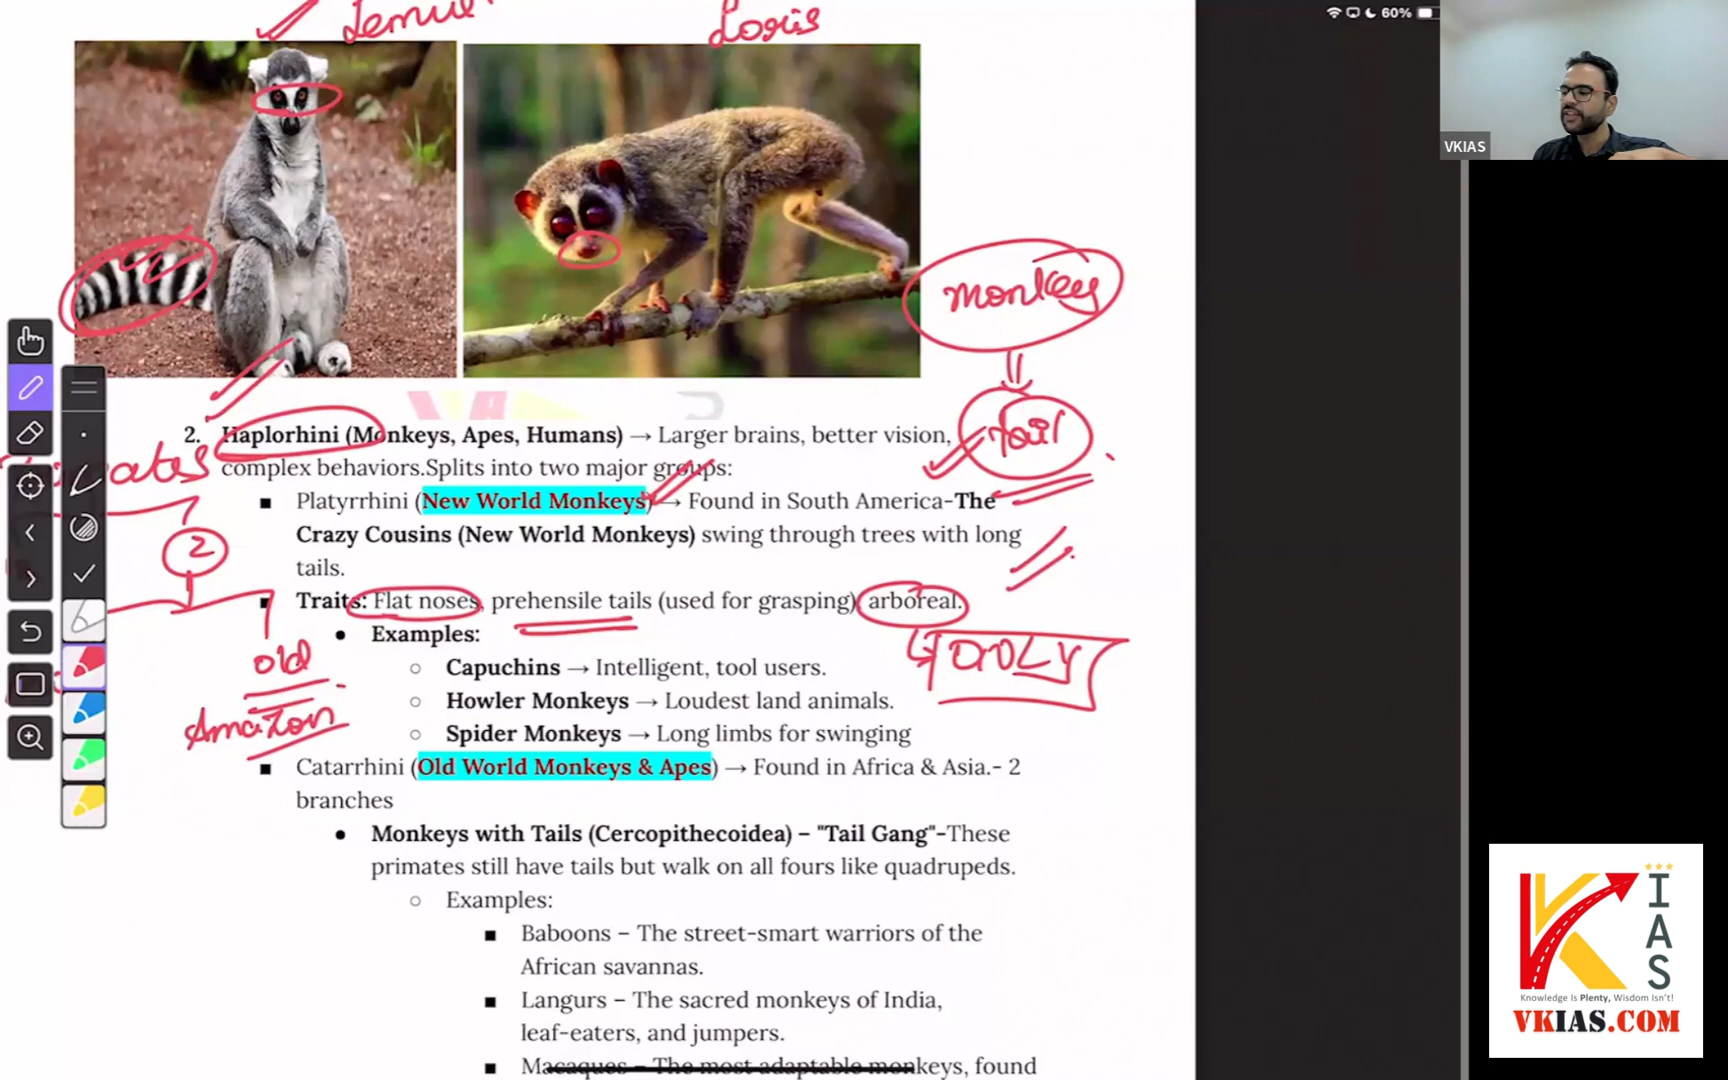 Lemur
Loris
60%
VKIAS
monkey
tail
2. Haplorhini (Monkeys, Apes, Humans) → Larger brains, better vision,
complex behaviors.Splits into two major groups:
■ Platyrrhini (New World Monkeys) → Found in South America-The
Crazy Cousins (New World Monkeys) swing through trees with long
tails.
2
■ Traits: Flat noses, prehensile tails (used for grasping), arboreal.
ONLY
● Examples:
○ Capuchins → Intelligent, tool users.
old
○ Howler Monkeys → Loudest land animals.
Amazon
○ Spider Monkeys → Long limbs for swinging
■ Catarrhini (Old World Monkeys & Apes) → Found in Africa & Asia.- 2
branches
● Monkeys with Tails (Cercopithecoidea) – "Tail Gang"-These
primates still have tails but walk on all fours like quadrupeds.
○ Examples:
■ Baboons – The street-smart warriors of the
African savannas.
■ Langurs – The sacred monkeys of India,
leaf-eaters, and jumpers.
■ Macaques – The most adaptable monkeys, found
K IAS
Knowledge Is Plenty, Wisdom Isn't!
VKIAS.COM